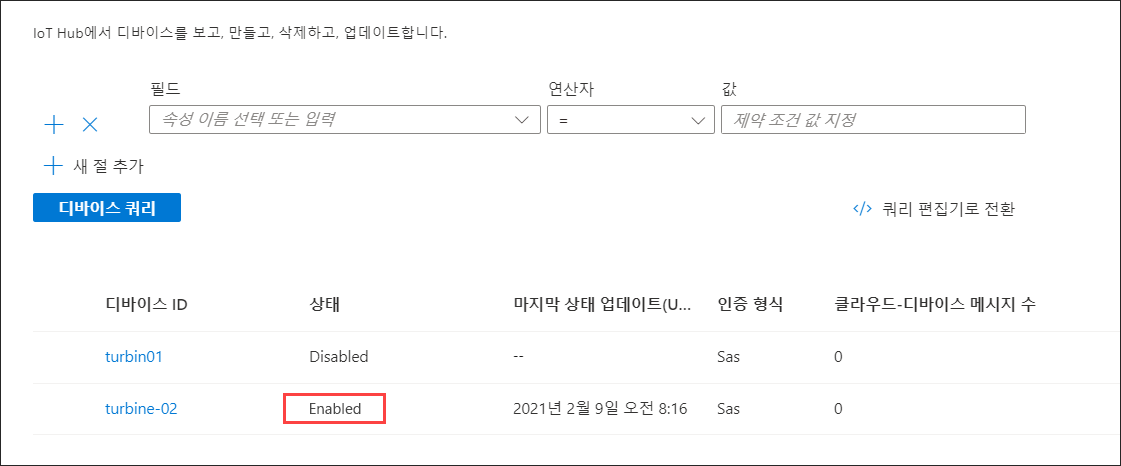 IoT Hub에서 디바이스를 보고, 만들고, 삭제하고, 업데이트합니다.
필드 연산자 값
속성 이름 선택 또는 입력 = 제약 조건 값 지정
새 절 추가
디바이스 쿼리 </> 쿼리 편집기로 전환
디바이스 ID 상태 마지막 상태 업데이트(U... 인증 형식 클라우드-디바이스 메시지 수
turbin01 Disabled -- Sas 0
turbine-02 Enabled 2021년 2월 9일 오전 8:16 Sas 0